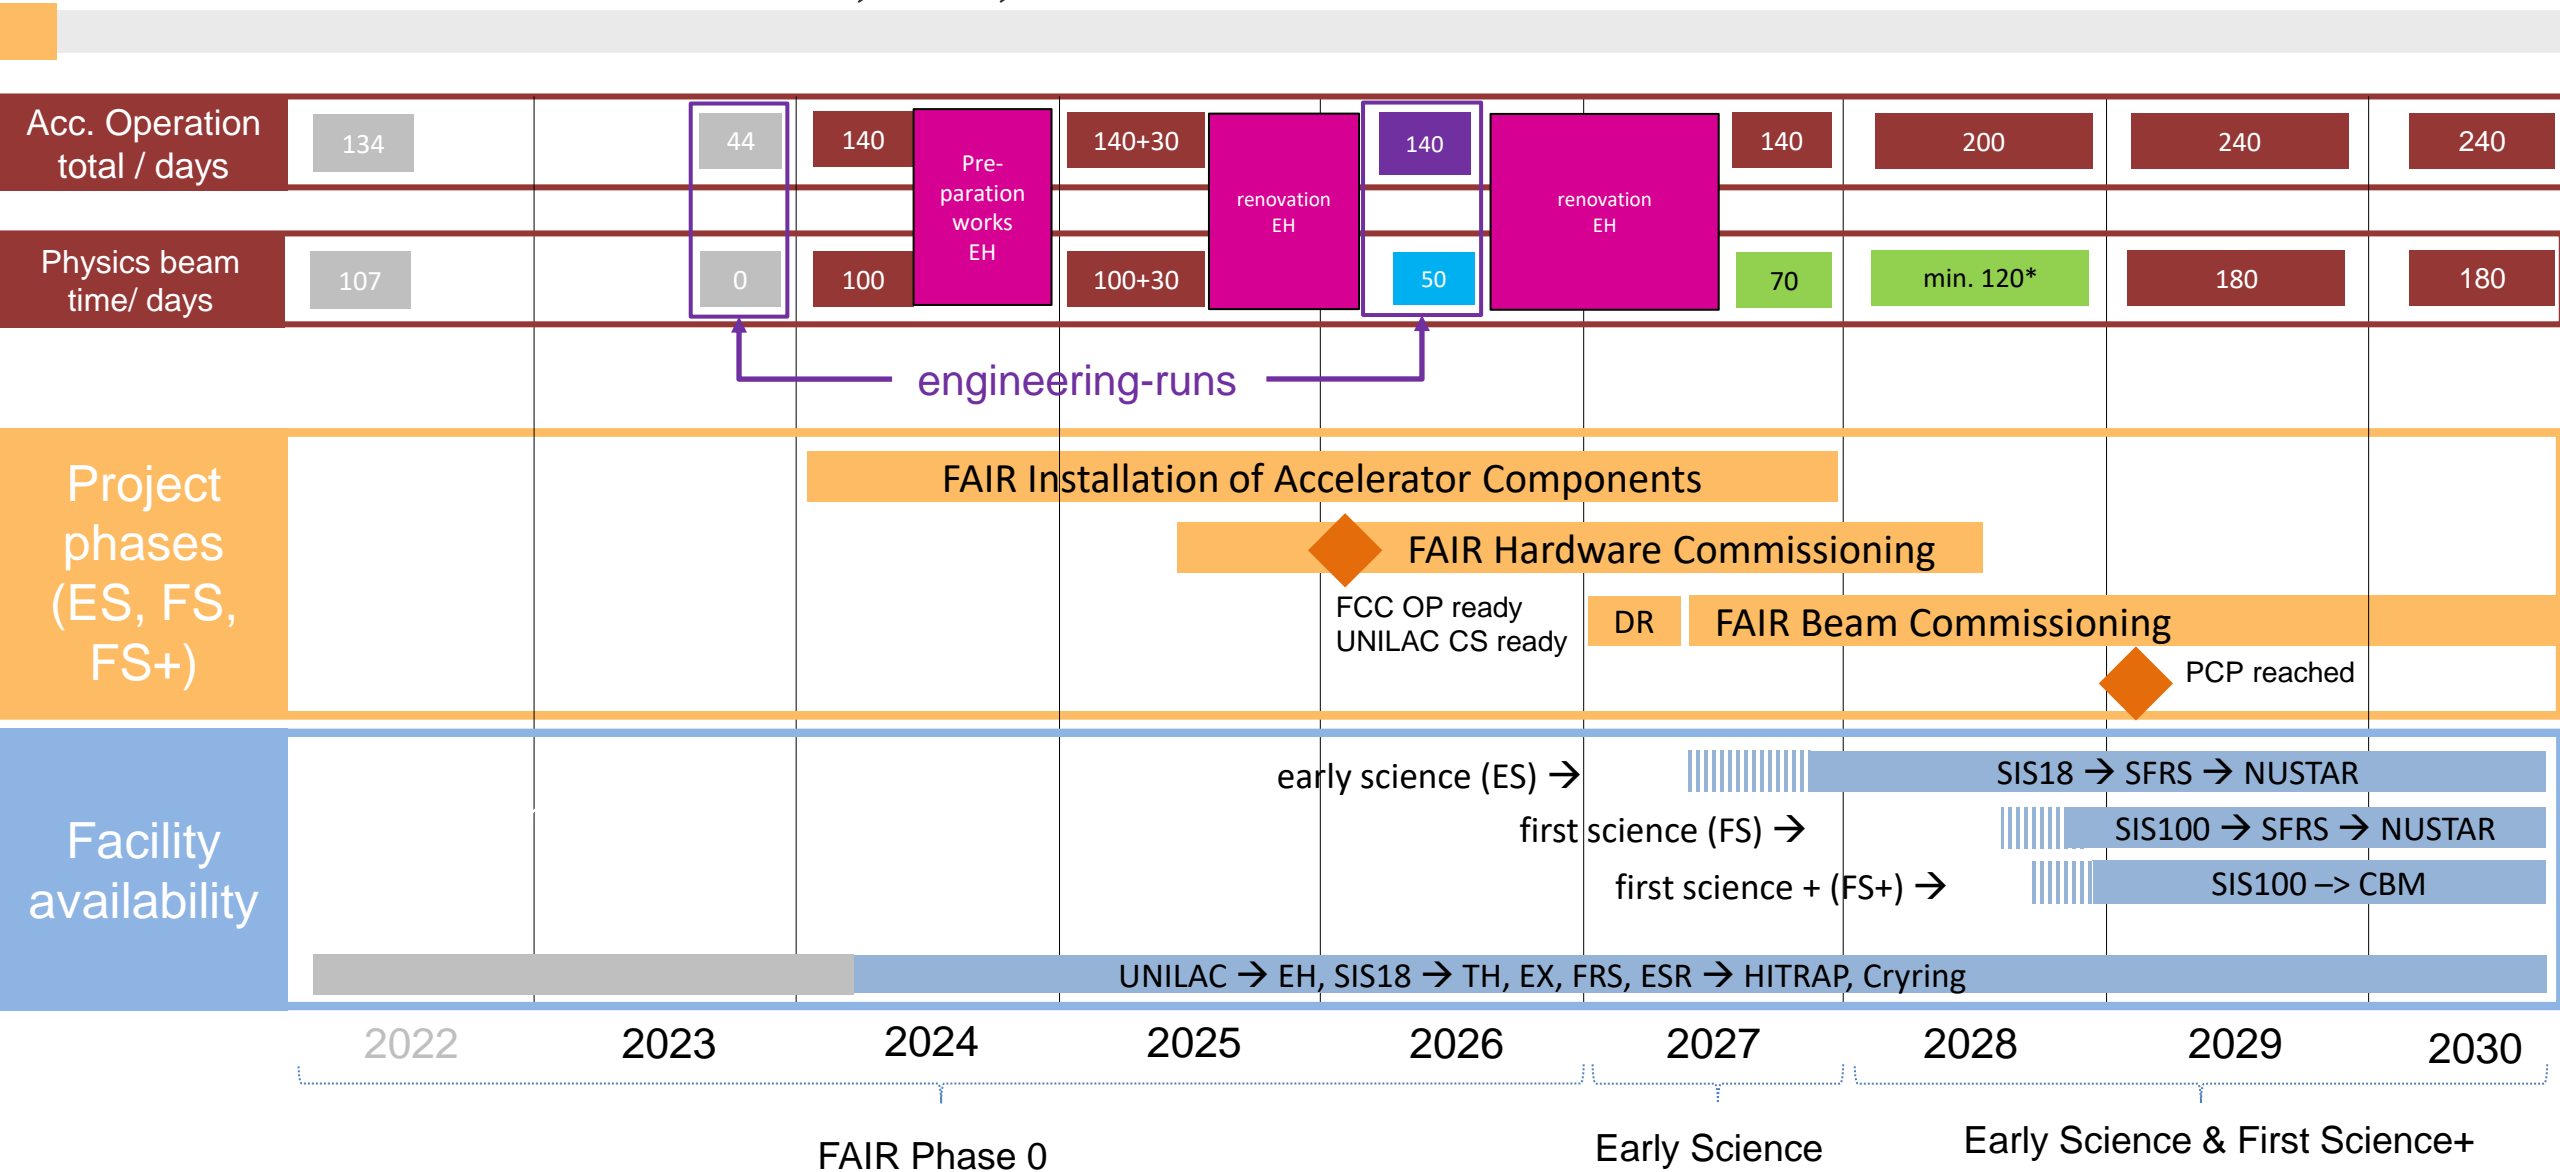 Acc. Operation
total / days
134
44
140
Pre-
paration
works
EH
140+30
renovation
EH
140
renovation
EH
140
200
240
240
Physics beam
time/ days
107
0
100
100+30
50
70
min. 120*
180
180
engineering-runs
Project
phases
(ES, FS,
FS+)
FAIR Installation of Accelerator Components
FAIR Hardware Commissioning
FCC OP ready
UNILAC CS ready
DR
FAIR Beam Commissioning
PCP reached
Facility
availability
early science (ES) →
SIS18 → SFRS → NUSTAR
first science (FS) →
SIS100 → SFRS → NUSTAR
first science + (FS+) →
SIS100 –> CBM
UNILAC → EH, SIS18 → TH, EX, FRS, ESR → HITRAP, Cryring
2022
2023
2024
2025
2026
2027
2028
2029
2030
FAIR Phase 0
Early Science
Early Science & First Science+